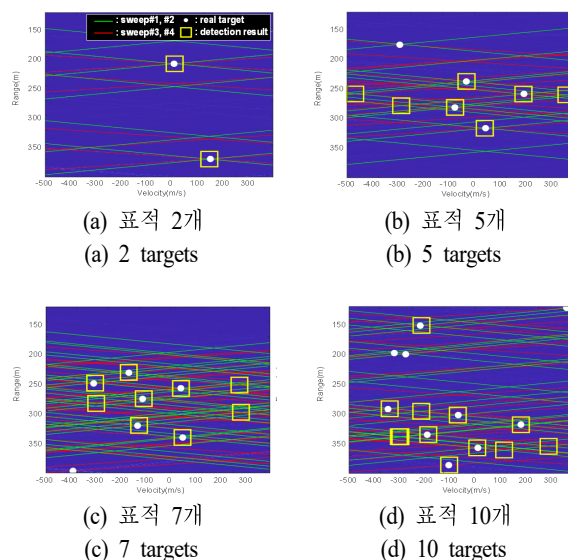 : sweep#1, #2 : real target
: sweep#3, #4 : detection result
Range(m)
150
200
250
300
350
-500 -400 -300 -200 -100 0 100 200 300
Velocity(m/s)
(a) 표적 2개
(a) 2 targets
Range(m)
150
200
250
300
350
-500 -400 -300 -200 -100 0 100 200 300
Velocity(m/s)
(b) 표적 5개
(b) 5 targets
Range(m)
150
200
250
300
350
-500 -400 -300 -200 -100 0 100 200 300
Velocity(m/s)
(c) 표적 7개
(c) 7 targets
Range(m)
150
200
250
300
350
-500 -400 -300 -200 -100 0 100 200 300
Velocity(m/s)
(d) 표적 10개
(d) 10 targets